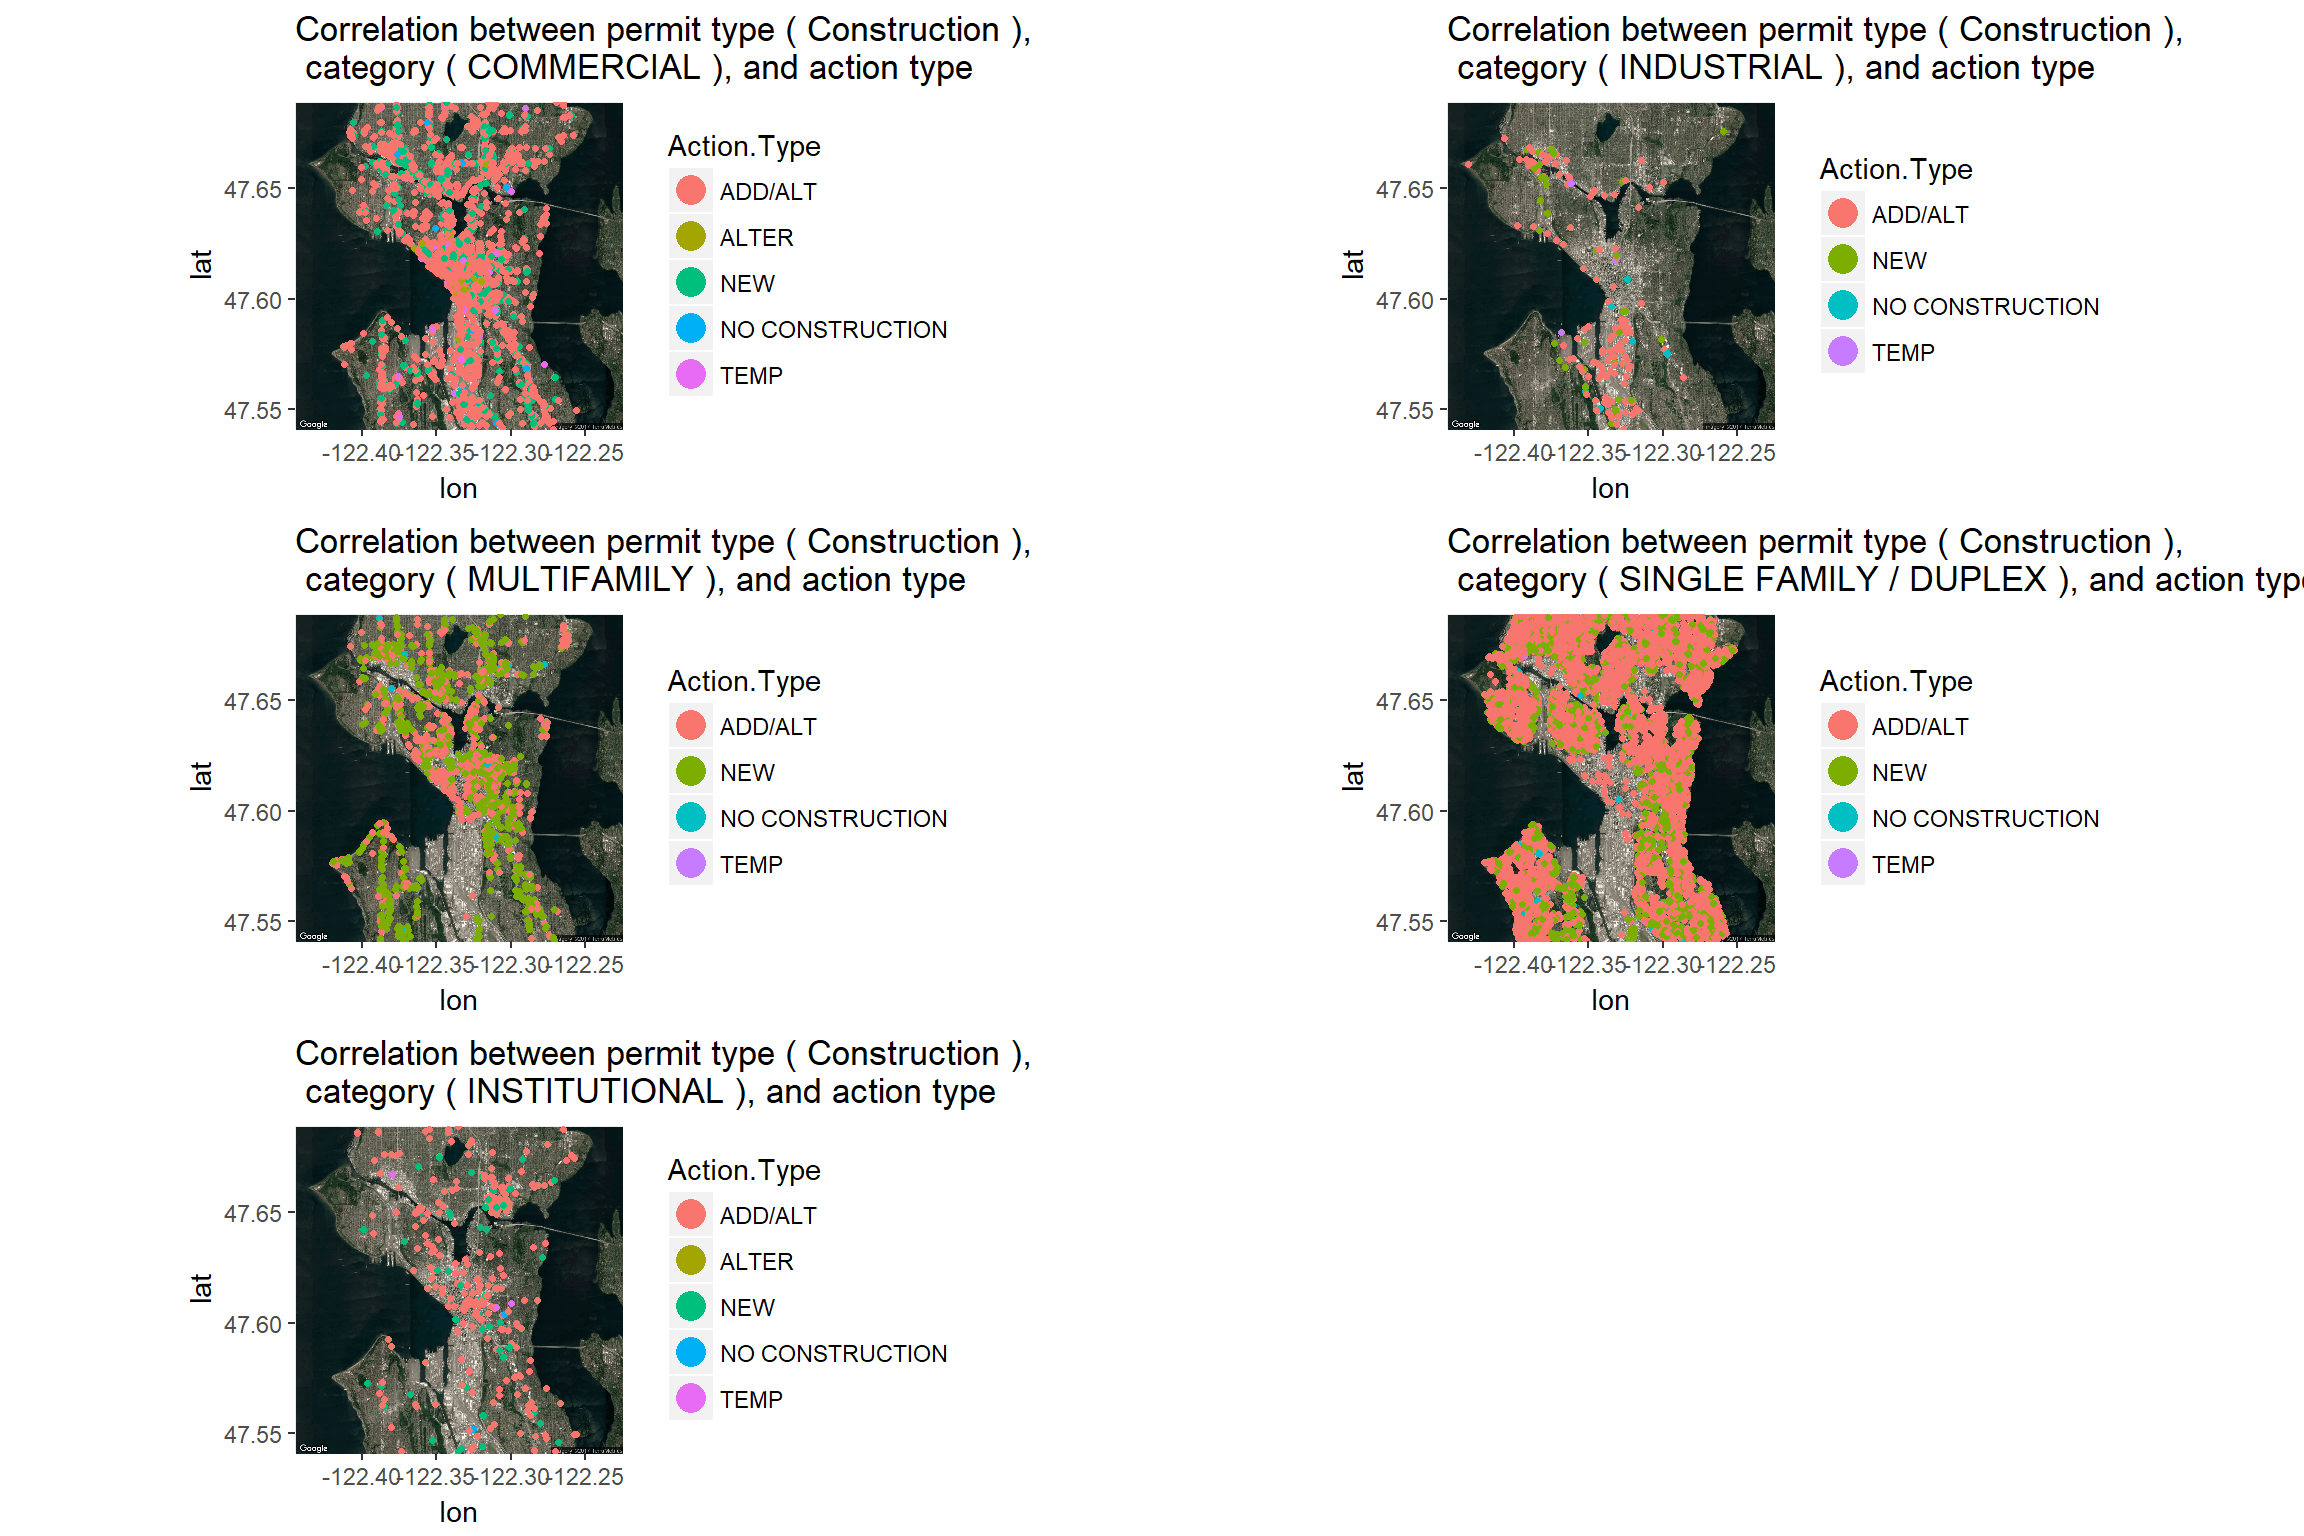 Correlation between permit type ( Construction ),
category ( COMMERCIAL ), and action type
lat
47.65
47.60
47.55
-122.40
-122.35
-122.30
-122.25
lon
Google
Action.Type
ADD/ALT
ALTER
NEW
NO CONSTRUCTION
TEMP
Correlation between permit type ( Construction ),
category ( INDUSTRIAL ), and action type
lat
47.65
47.60
47.55
-122.40
-122.35
-122.30
-122.25
lon
Google
Action.Type
ADD/ALT
NEW
NO CONSTRUCTION
TEMP
Correlation between permit type ( Construction ),
category ( MULTIFAMILY ), and action type
lat
47.65
47.60
47.55
-122.40
-122.35
-122.30
-122.25
lon
Google
Action.Type
ADD/ALT
NEW
NO CONSTRUCTION
TEMP
Correlation between permit type ( Construction ),
category ( SINGLE FAMILY / DUPLEX ), and action type
lat
47.65
47.60
47.55
-122.40
-122.35
-122.30
-122.25
lon
Google
Action.Type
ADD/ALT
NEW
NO CONSTRUCTION
TEMP
Correlation between permit type ( Construction ),
category ( INSTITUTIONAL ), and action type
lat
47.65
47.60
47.55
-122.40
-122.35
-122.30
-122.25
lon
Google
Action.Type
ADD/ALT
ALTER
NEW
NO CONSTRUCTION
TEMP